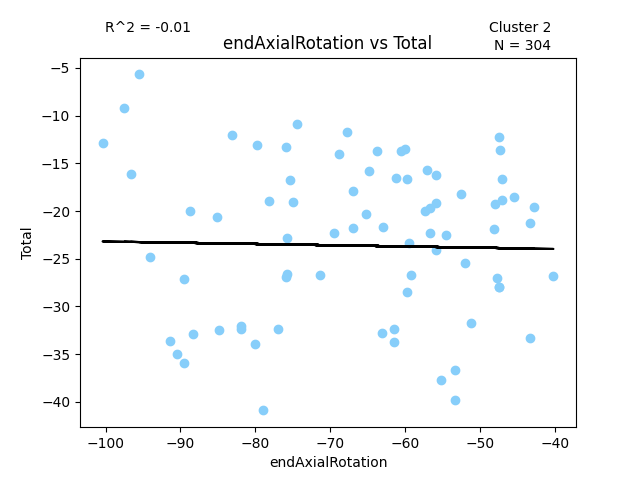 R^2 = -0.01
Cluster 2
N = 304
endAxialRotation vs Total
Total
−5
−10
−15
−20
−25
−30
−35
−40
−100 −90 −80 −70 −60 −50 −40
endAxialRotation